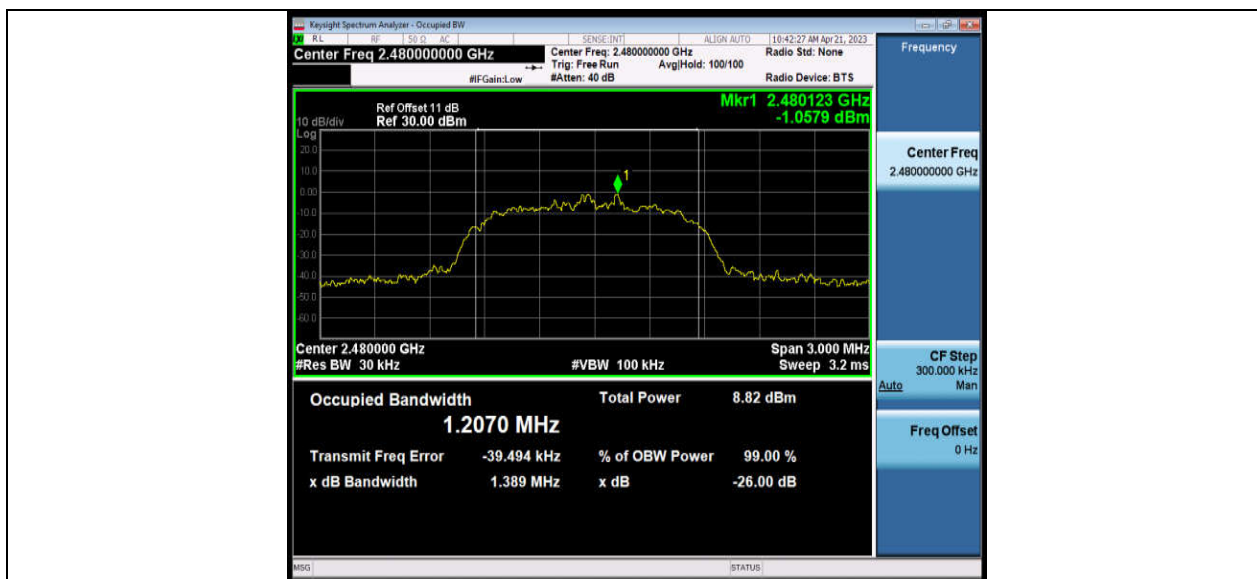 Keysight Spectrum Analyzer - Occupied BW
RL RF 50 Ω AC SENSE:INT ALIGN AUTO 10:42:27 AM Apr 21, 2023
Center Freq 2.480000000 GHz
Center Freq: 2.480000000 GHz Radio Std: None
Trig: Free Run Avg|Hold: 100/100
#IFGain:Low #Atten: 40 dB Radio Device: BTS
Mkr1 2.480123 GHz
-1.0579 dBm
Ref Offset 11 dB
10 dB/div Ref 30.00 dBm
Log
20.0
10.0
0.00
-10.0
-20.0
-30.0
-40.0
-50.0
-60.0
1
Center 2.480000 GHz Span 3.000 MHz
#Res BW 30 kHz #VBW 100 kHz Sweep 3.2 ms
Occupied Bandwidth Total Power 8.82 dBm
1.2070 MHz
Transmit Freq Error -39.494 kHz % of OBW Power 99.00 %
x dB Bandwidth 1.389 MHz x dB -26.00 dB
MSG STATUS
Frequency
Center Freq
2.480000000 GHz
CF Step
300.000 kHz
Auto Man
Freq Offset
0 Hz